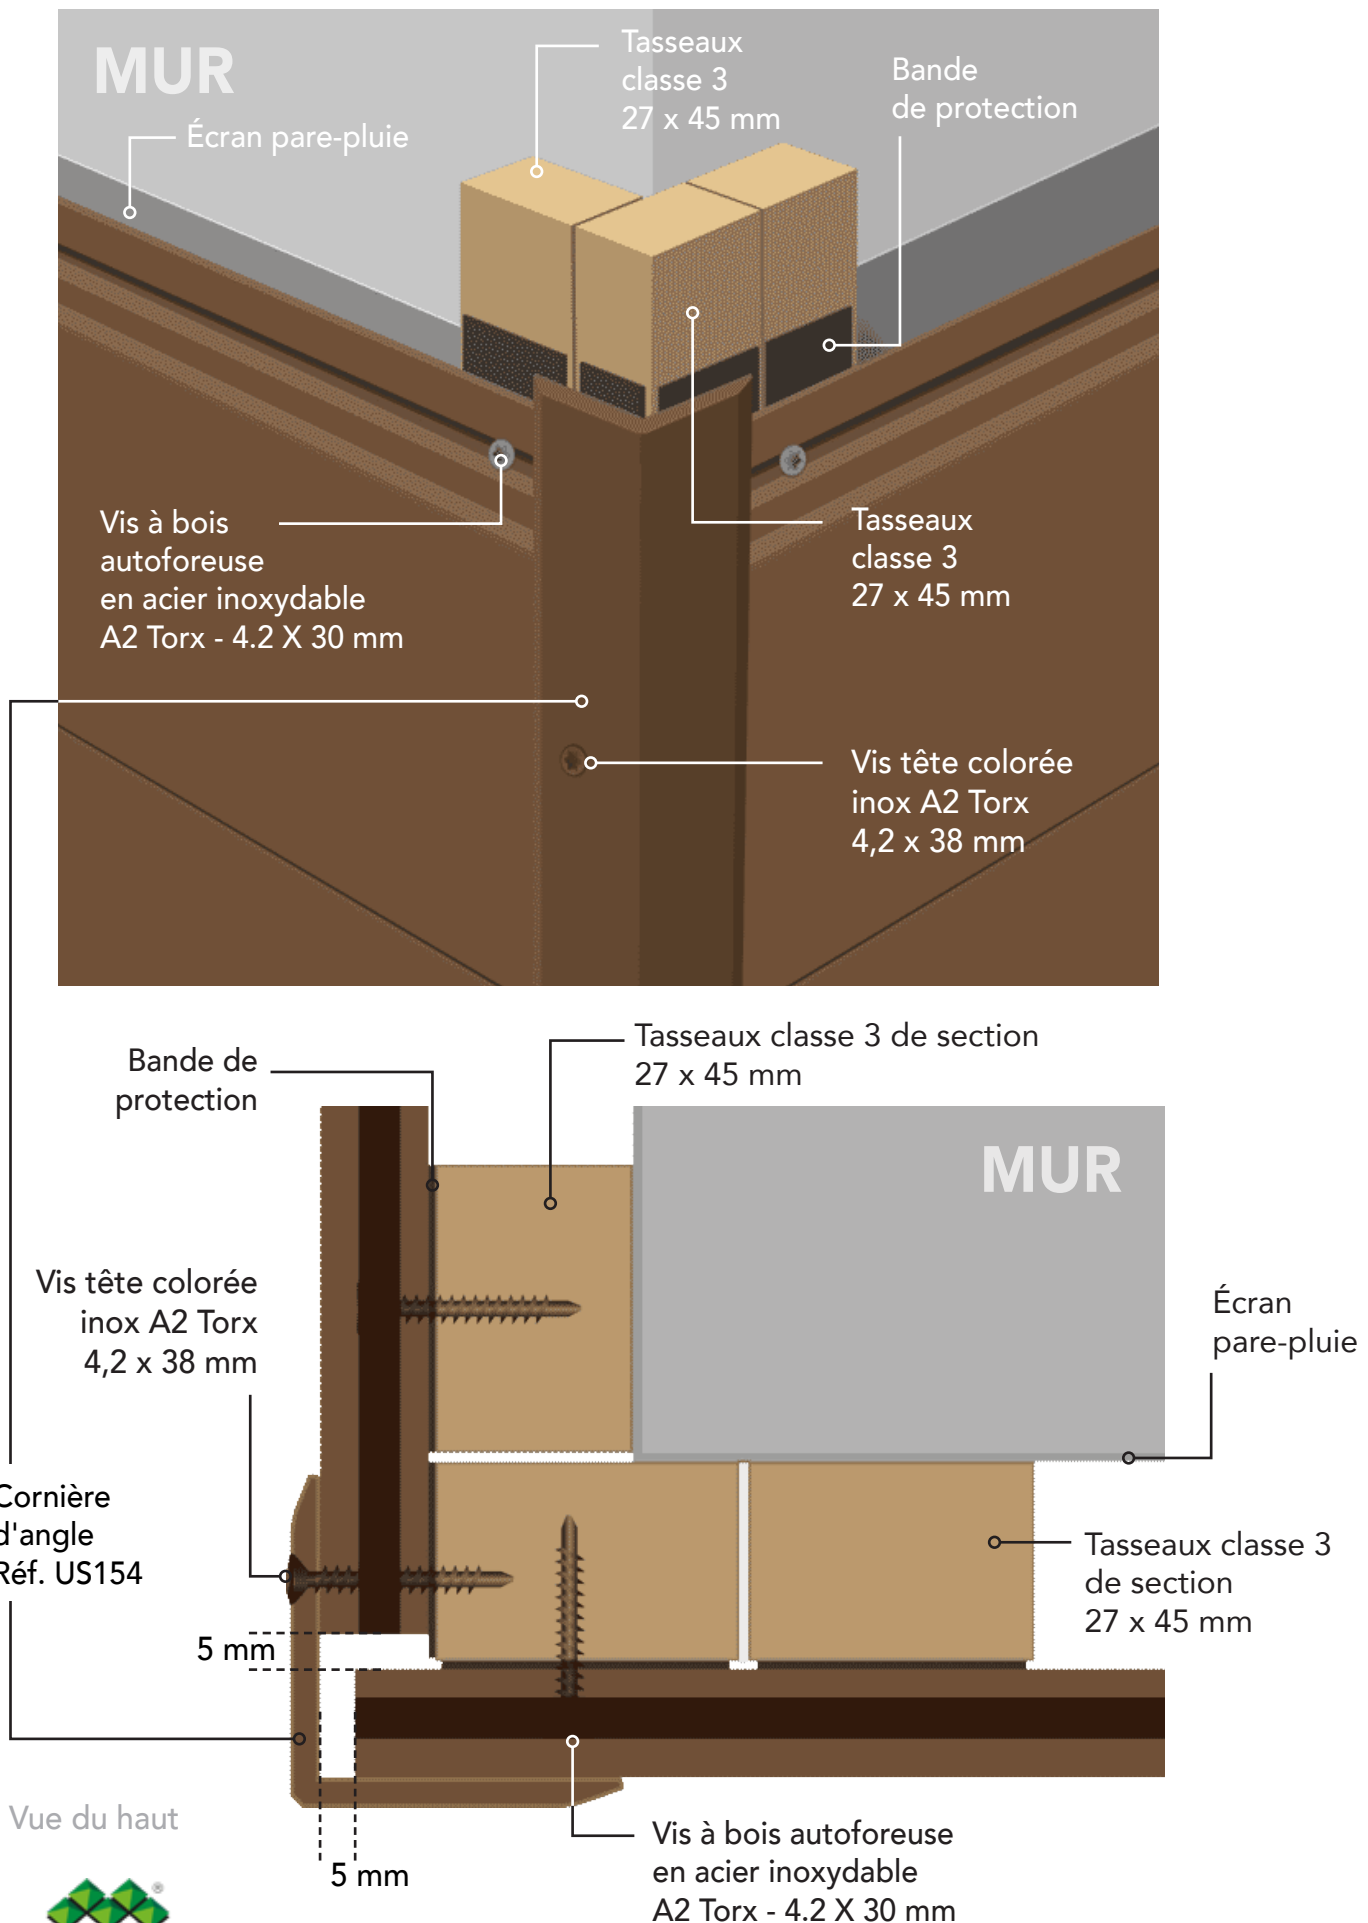 MUR
Tasseaux
classe 3
27 x 45 mm
Bande
de protection
Écran pare-pluie
Vis à bois
autoforeuse
en acier inoxydable
A2 Torx - 4.2 X 30 mm
Tasseaux
classe 3
27 x 45 mm
Vis tête colorée
inox A2 Torx
4,2 x 38 mm
Bande de
protection
Tasseaux classe 3 de section
27 x 45 mm
MUR
Vis tête colorée
inox A2 Torx
4,2 x 38 mm
Écran
pare-pluie
Cornière
d'angle
Réf. US154
Tasseaux classe 3
de section
27 x 45 mm
5 mm
Vue du haut
5 mm
Vis à bois autoforeuse
en acier inoxydable
A2 Torx - 4.2 X 30 mm
®